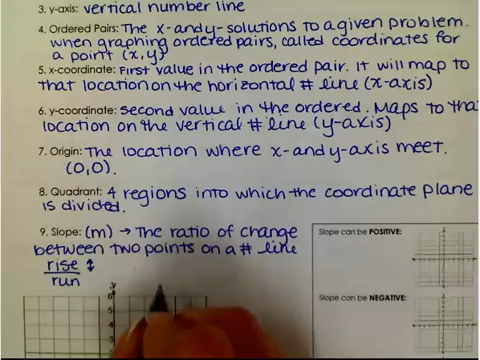 3. y-axis: vertical number line
4. Ordered Pairs: The x-and y-solutions to a given problem.
when graphing ordered pairs, called coordinates for
a point (x,y)
5. x-coordinate: First value in the ordered pair. It will map to
that location on the horizontal # line (x-axis)
6. y-coordinate: Second value in the ordered. Maps to tha
location on the vertical # line (y-axis)
7. Origin: The location where x-and y-axis meet.
(0,0).
8. Quadrant: 4 regions into which the coordinate plane
is divided.
9. Slope: (m) → The ratio of change
between two points on a # line
rise ↕
run
Slope can be POSITIVE:
Slope can be NEGATIVE:
y
6
5
4
3
2